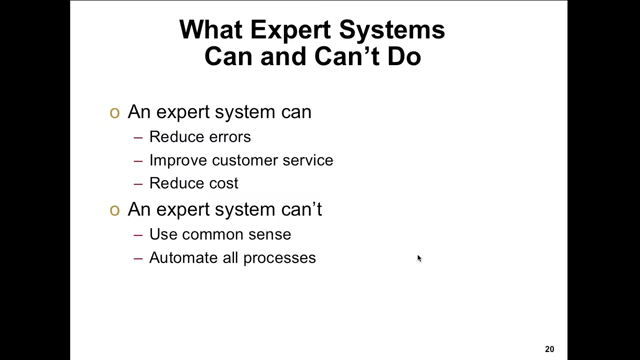 What Expert Systems
Can and Can't Do
o An expert system can
– Reduce errors
– Improve customer service
– Reduce cost
o An expert system can't
– Use common sense
– Automate all processes
20